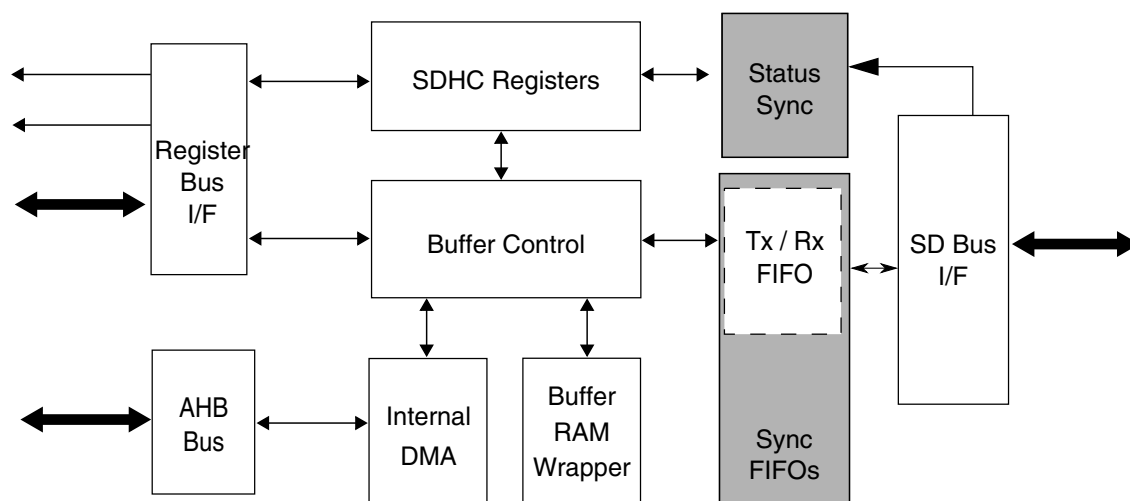 SDHC Registers
Status
Sync
Register
Bus
I/F
Buffer Control
Tx / Rx
FIFO
SD Bus
I/F
AHB
Bus
Internal
DMA
Buffer
RAM
Wrapper
Sync
FIFOs